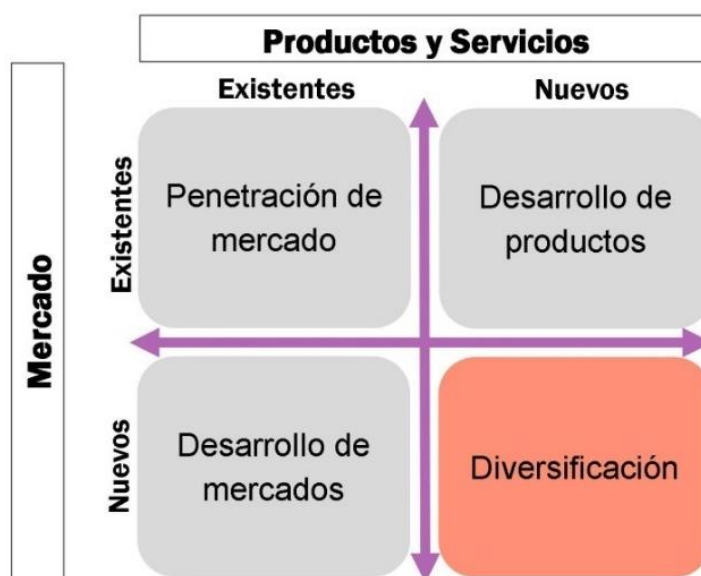 Productos y Servicios
Existentes
Nuevos
Mercado
Existentes
Penetración de
mercado
Desarrollo de
productos
Nuevos
Desarrollo de
mercados
Diversificación